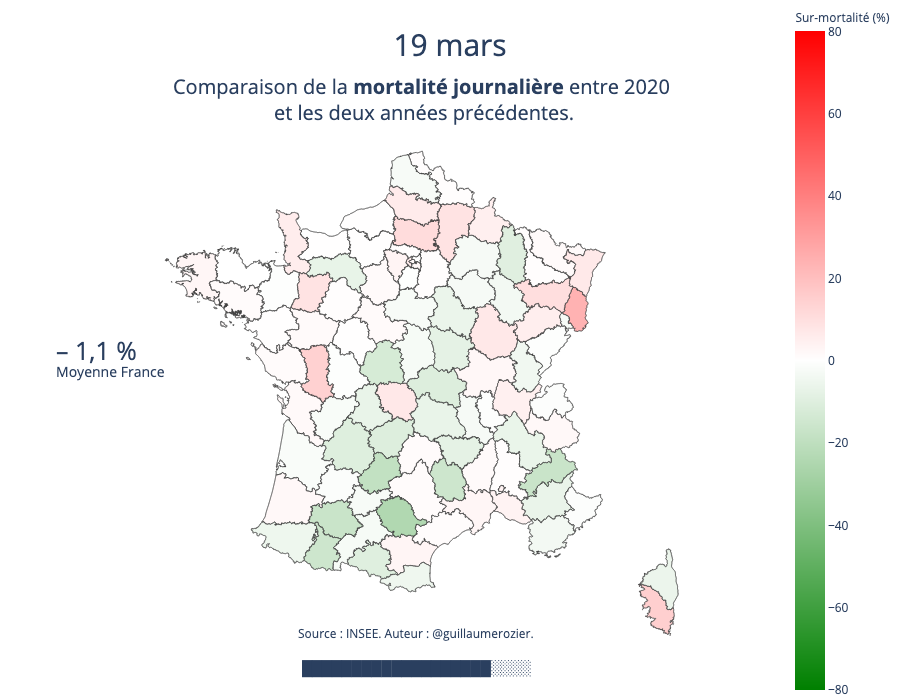 Sur-mortalité (%)
19 mars
Comparaison de la mortalité journalière entre 2020
et les deux années précédentes.
80
60
40
20
0
−20
−40
−60
−80
– 1,1 %
Moyenne France
Source : INSEE. Auteur : @guillaumerozier.